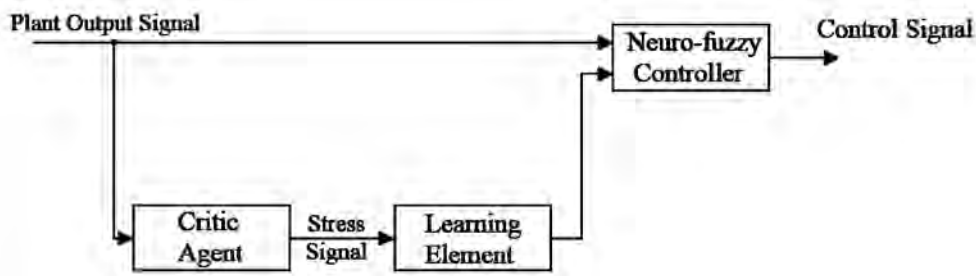 Plant Output Signal
Neuro-fuzzy
Controller
Control Signal
Critic
Agent
Stress
Signal
Learning
Element